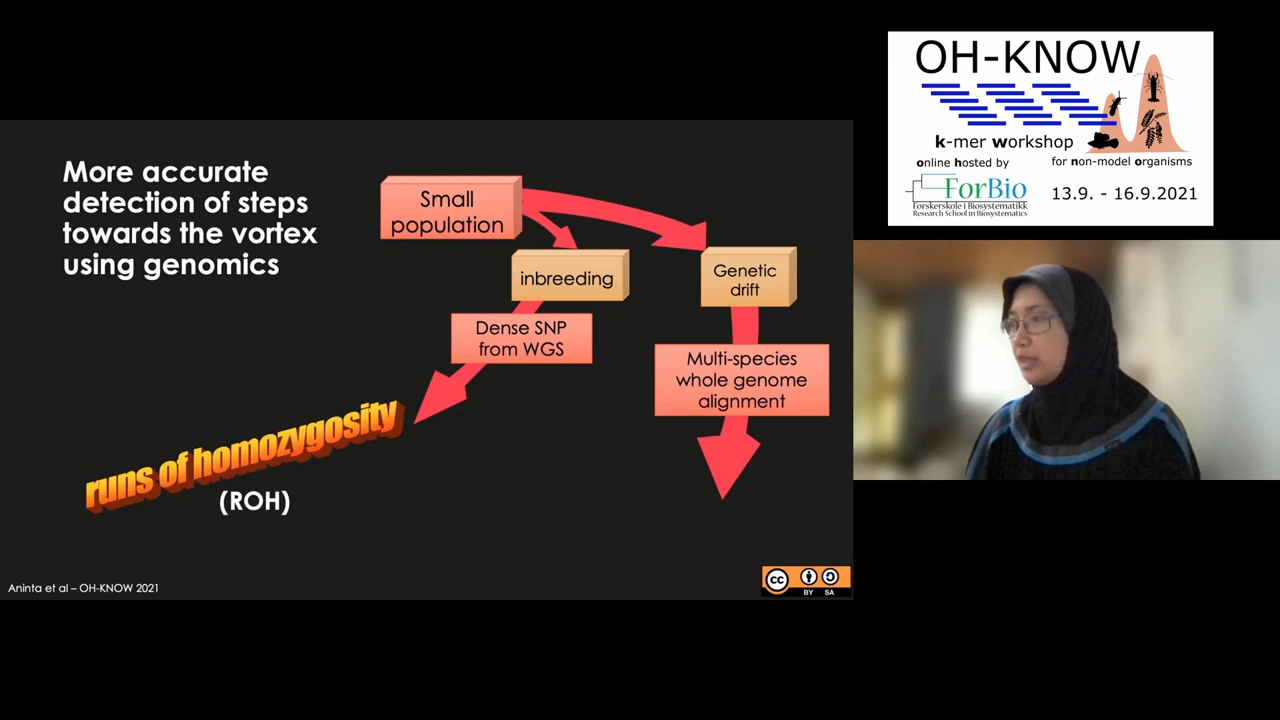 More accurate
detection of steps
towards the vortex
using genomics
Small
population
inbreeding
Genetic
drift
Dense SNP
from WGS
Multi-species
whole genome
alignment
runs of homozygosity
(ROH)
Aninta et al – OH-KNOW 2021
cc
BY SA
OH-KNOW
k-mer workshop
online hosted by
for non-model organisms
ForBio
Forskerskole i Biosystematikk
Research School in Biosystematics
13.9. - 16.9.2021